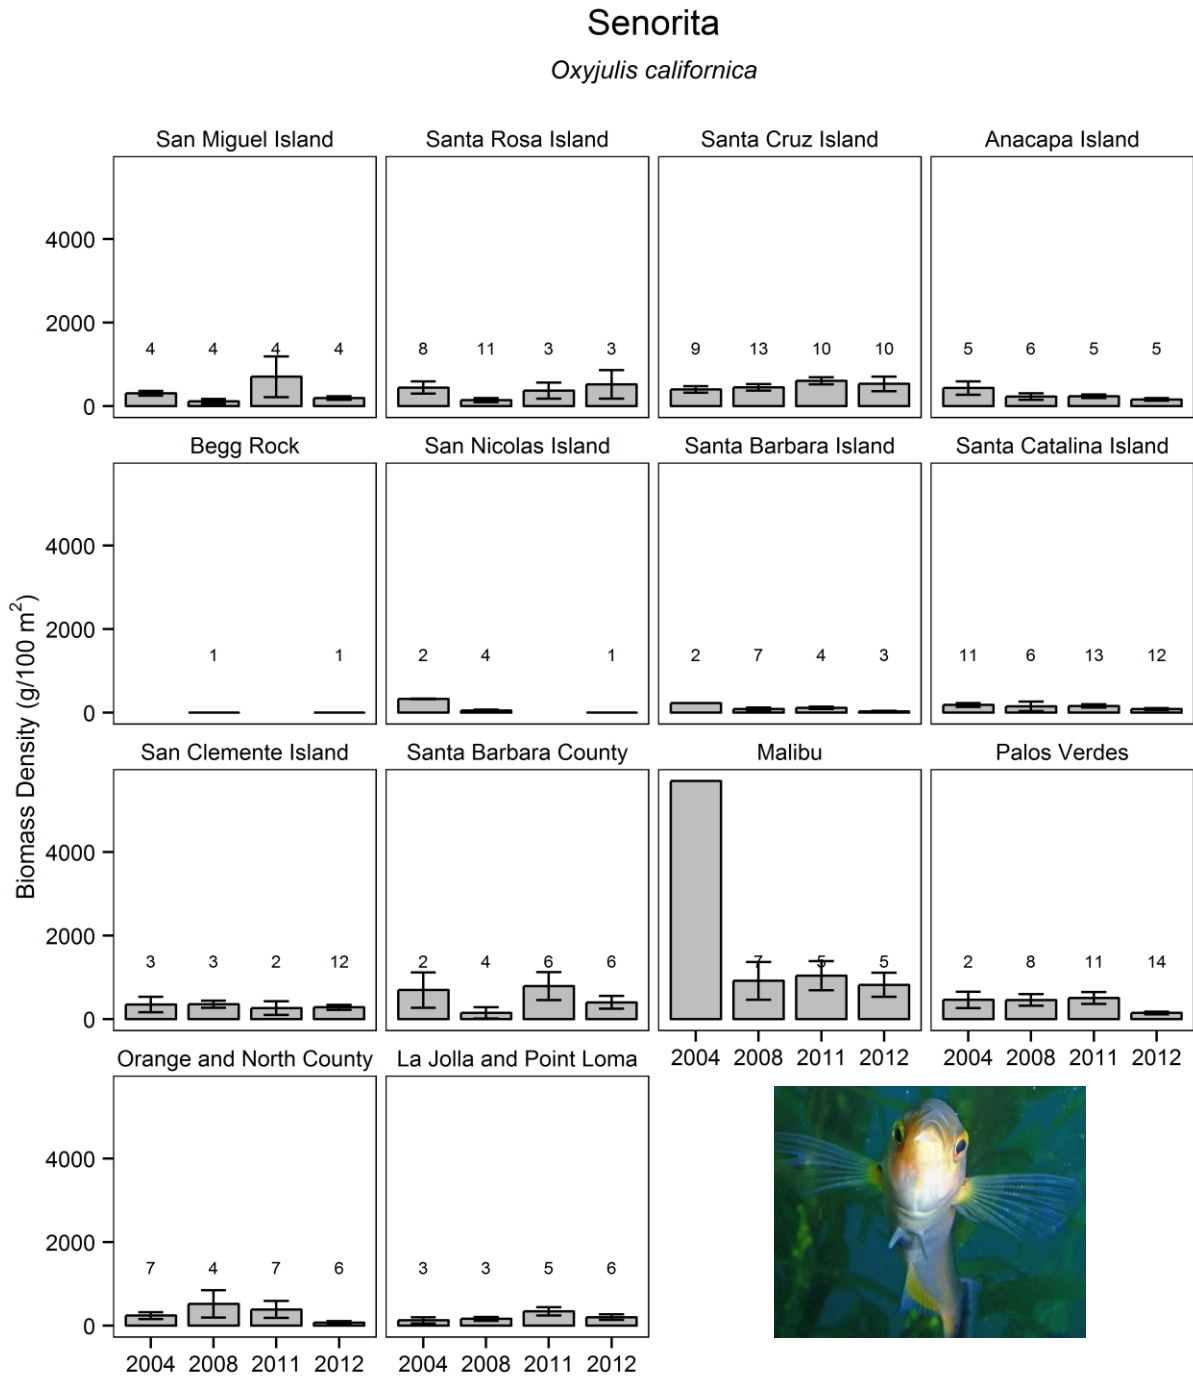 Senorita
Oxyjulis californica
San Miguel Island
Santa Rosa Island
Santa Cruz Island
Anacapa Island
4000
2000
0
4 4 4 4
8 11 3 3
9 13 10 10
5 6 5 5
Begg Rock
San Nicolas Island
Santa Barbara Island
Santa Catalina Island
4000
2000
0
1 1
2 4 1
2 7 4 3
11 6 13 12
Biomass Density (g/100 m²)
San Clemente Island
Santa Barbara County
Malibu
Palos Verdes
4000
2000
0
3 3 2 12
2 4 6 6
7 5 5
2 8 11 14
2004 2008 2011 2012
2004 2008 2011 2012
Orange and North County
La Jolla and Point Loma
4000
2000
0
7 4 7 6
3 3 5 6
2004 2008 2011 2012
2004 2008 2011 2012